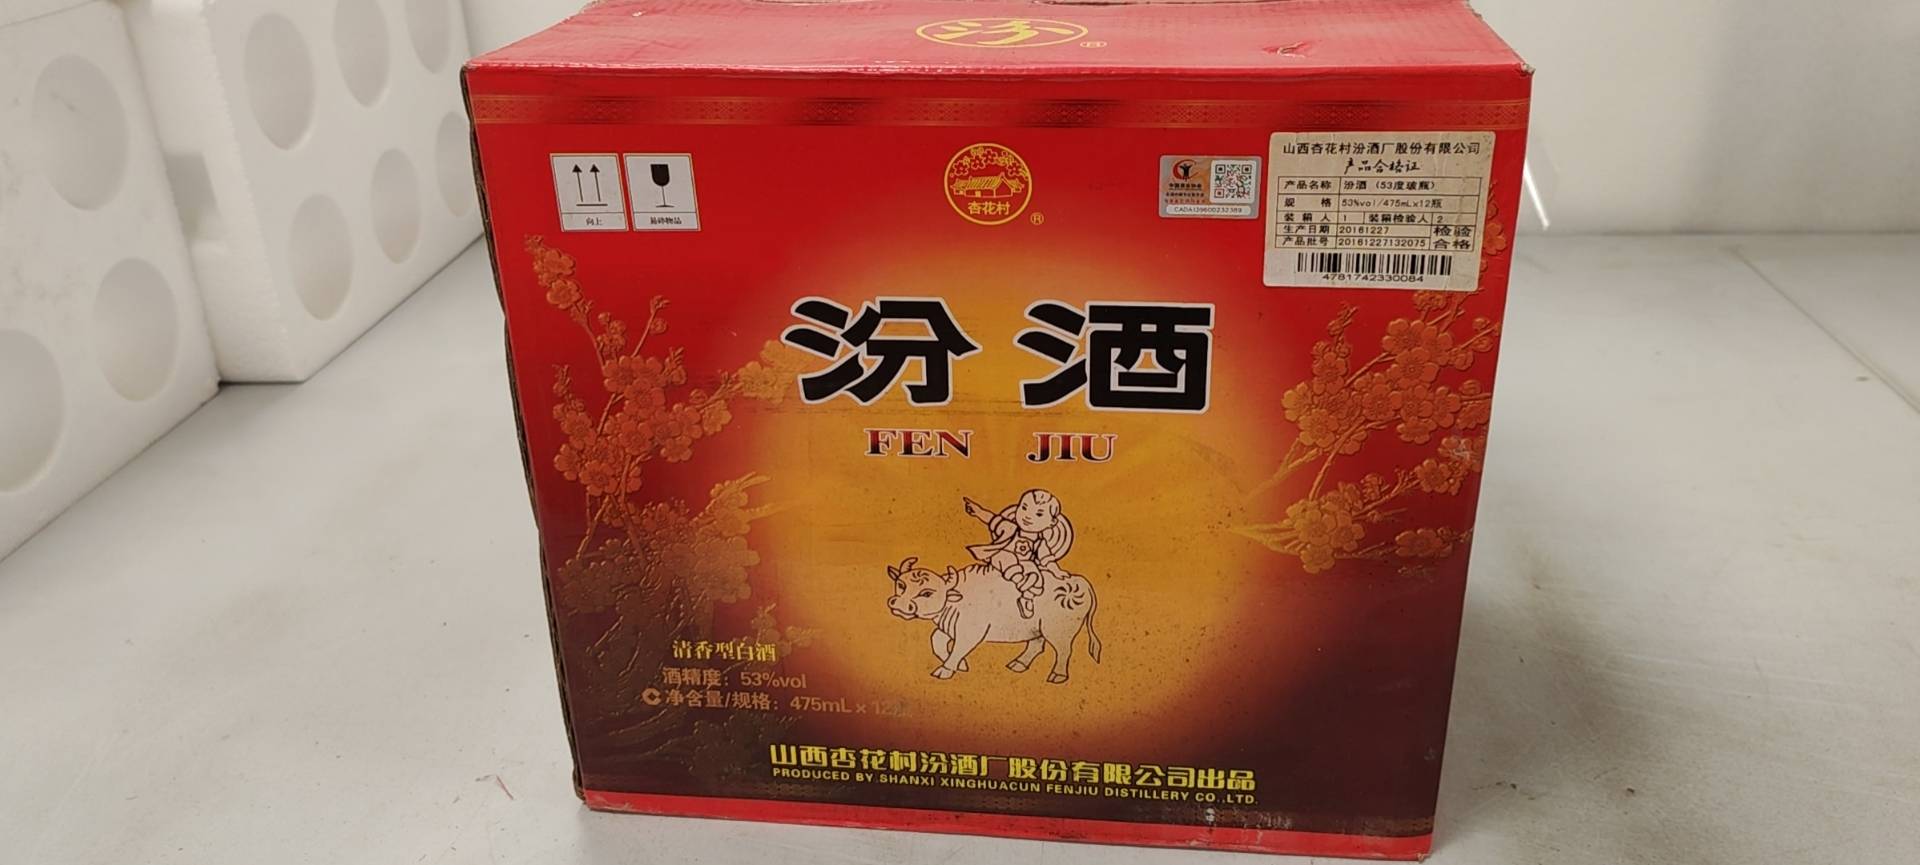 汾
®
向上
易碎物品
杏花村
®
CADA139600232389
山西杏花村汾酒厂股份有限公司
产品合格证
产品名称 汾酒（53度玻瓶）
规 格 53%vol/475mL×12瓶
装箱人 1 装箱检验人 2
生产日期 20161227 检验
产品批号 20161227132075 合格
4781742330084
汾酒
FEN JIU
清香型白酒
酒精度：53%vol
净含量/规格：475mL×12瓶
山西杏花村汾酒厂股份有限公司出品
PRODUCED BY SHANXI XINGHUACUN FENJIU DISTILLERY CO.,LTD.